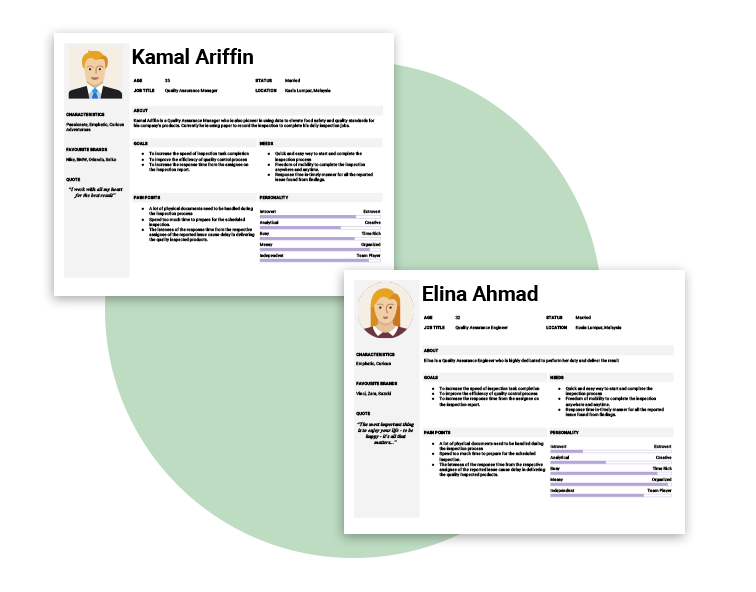 Kamal Ariffin
AGE 35 STATUS Married
JOB TITLE Quality Assurance Manager LOCATION Kuala Lumpur, Malaysia
CHARACTERISTICS
Passionate, Emphatic, Curious
Adventurous
FAVOURITE BRANDS
Nike, BMW, Orlando, Seiko
QUOTE
"I work with all my heart
for the best result"
ABOUT
Kamal Ariffin is a Quality Assurance Manager who is also pioneer in using data to elevate food safety and quality standards for
his company's products. Currently he is using paper to record the inspection to complete his daily inspection jobs.
GOALS
● To increase the speed of inspection task completion
● To improve the efficiency of quality control process
● To increase the response time from the assignee on
the inspection report.
NEEDS
● Quick and easy way to start and complete the
inspection process
● Freedom of mobility to complete the inspection
anywhere and anytime.
● Response time in-timely manner for all the reported
issue found from findings.
PAIN POINTS
● A lot of physical documents need to be handled during
the inspection process
● Spend too much time to prepare for the scheduled
inspection.
● The lateness of the response time from the respective
assignee of the reported issue cause delay in delivering
the quality inspected products.
PERSONALITY
Introvert Extrovert
Analytical Creative
Busy Time Rich
Messy Organized
Independent Team Player
Elina Ahmad
AGE 32 STATUS Married
JOB TITLE Quality Assurance Engineer LOCATION Kuala Lumpur, Malaysia
CHARACTERISTICS
Emphatic, Curious
FAVOURITE BRANDS
Vinci, Zara, Suzuki
QUOTE
"The most important thing
is to enjoy your life - to be
happy - it's all that
matters..."
ABOUT
Elina is a Quality Assurance Engineer who is highly dedicated to perform her duty and deliver the result
GOALS
● To increase the speed of inspection task completion
● To improve the efficiency of quality control process
● To increase the response time from the assignee on
the inspection report.
NEEDS
● Quick and easy way to start and complete the
inspection process
● Freedom of mobility to complete the inspection
anywhere and anytime.
● Response time in-timely manner for all the reported
issue found from findings.
PAIN POINTS
● A lot of physical documents need to be handled during
the inspection process
● Spend too much time to prepare for the scheduled
inspection.
● The lateness of the response time from the respective
assignee of the reported issue cause delay in delivering
the quality inspected products.
PERSONALITY
Introvert Extrovert
Analytical Creative
Busy Time Rich
Messy Organized
Independent Team Player